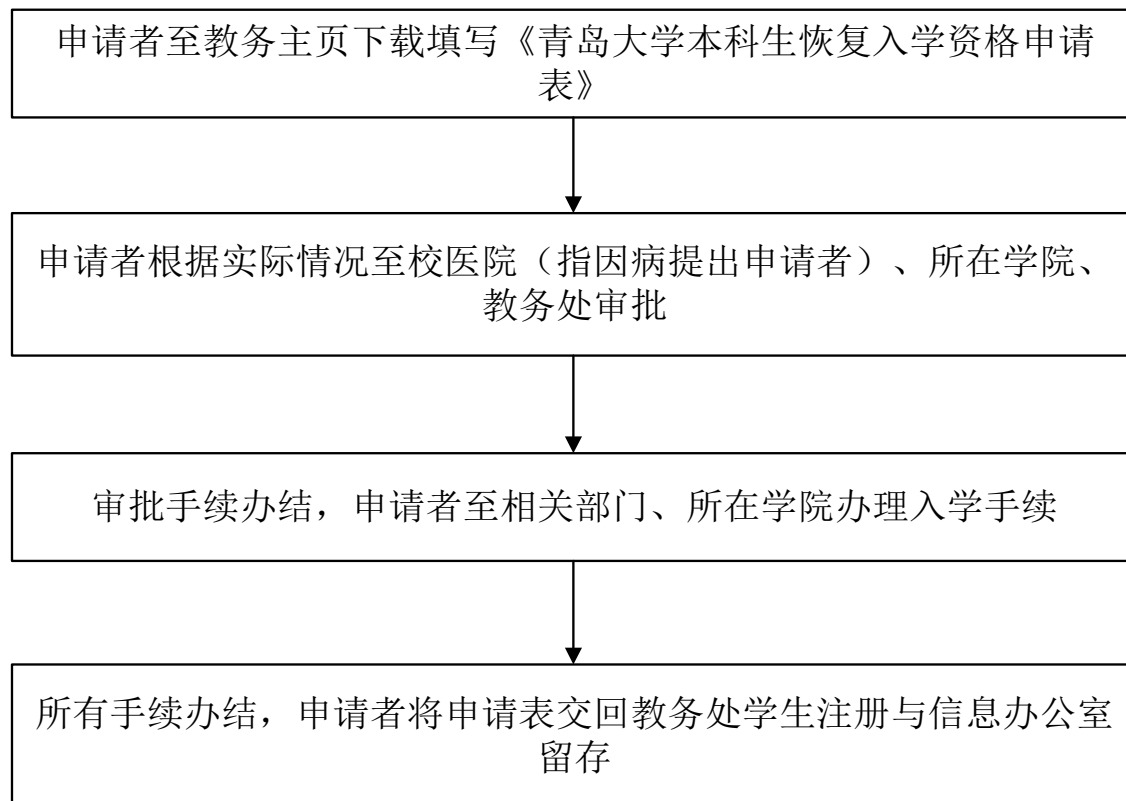 申请者至教务主页下载填写《青岛大学本科生恢复入学资格申请
表》
申请者根据实际情况至校医院（指因病提出申请者）、所在学院、
教务处审批
审批手续办结，申请者至相关部门、所在学院办理入学手续
所有手续办结，申请者将申请表交回教务处学生注册与信息办公室
留存